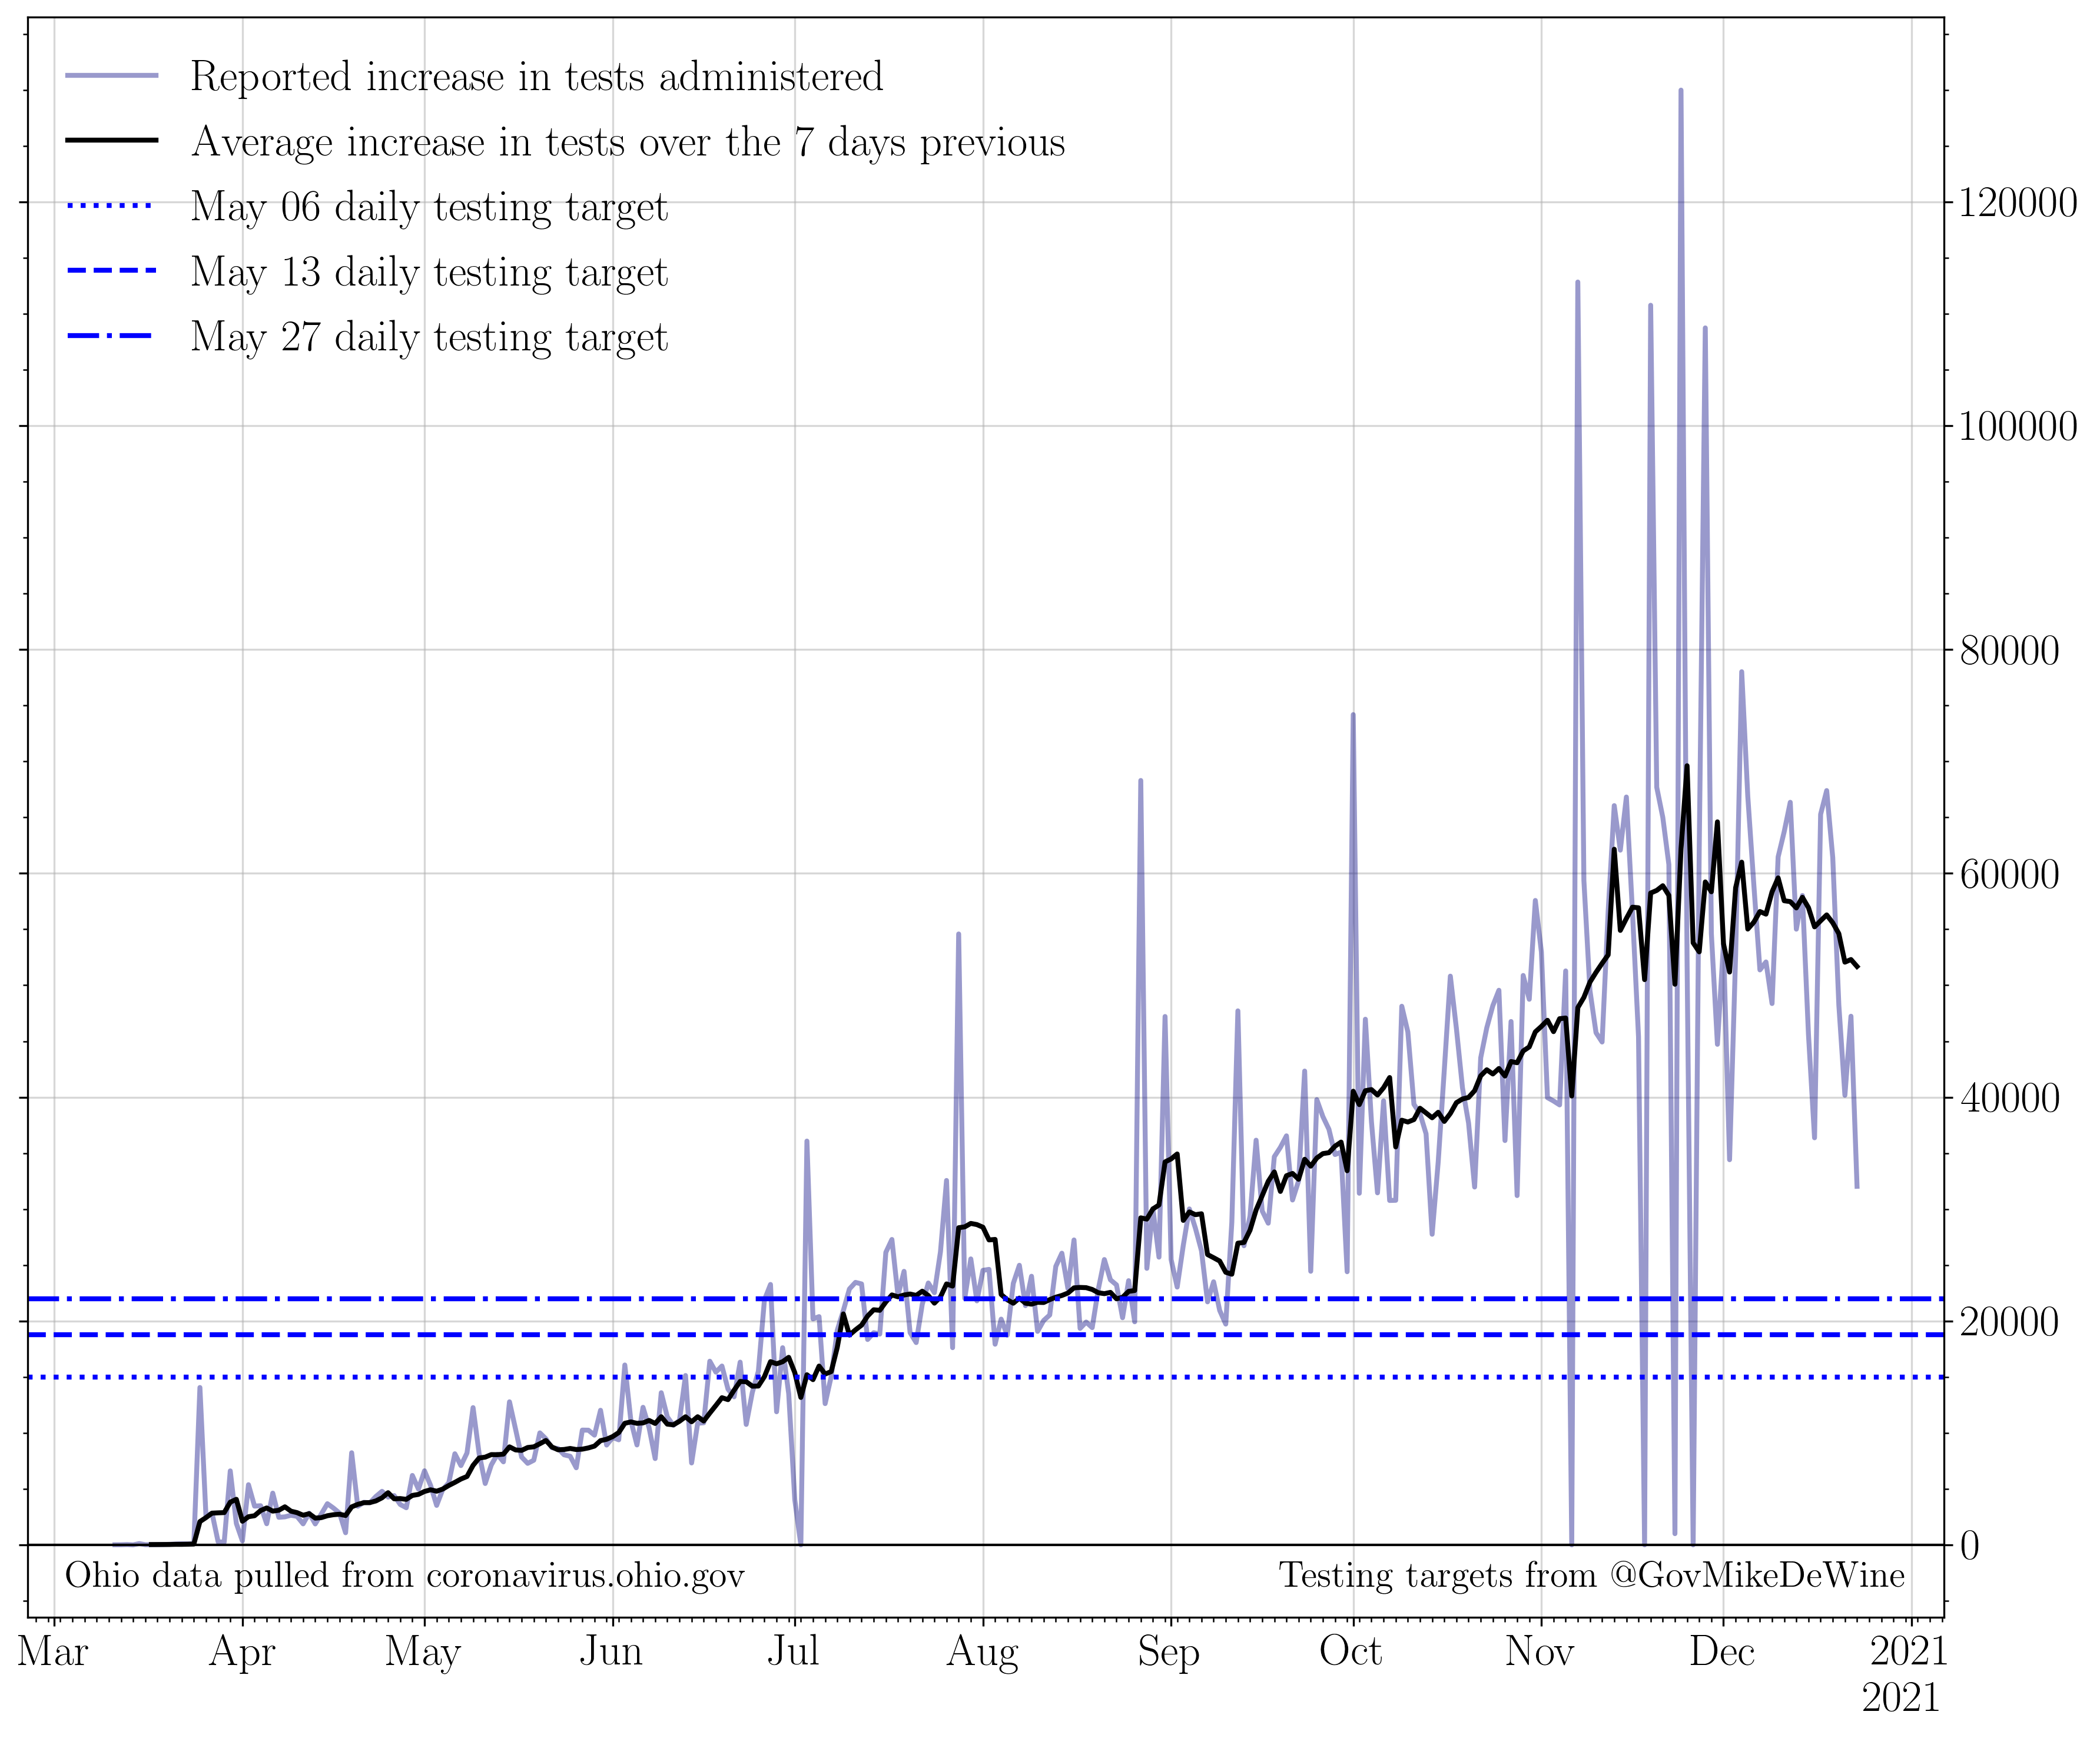 Reported increase in tests administered
Average increase in tests over the 7 days previous
May 06 daily testing target
May 13 daily testing target
May 27 daily testing target
120000
100000
80000
60000
40000
20000
0
Ohio data pulled from coronavirus.ohio.gov
Testing targets from @GovMikeDeWine
Mar Apr May Jun Jul Aug Sep Oct Nov Dec 2021
2021